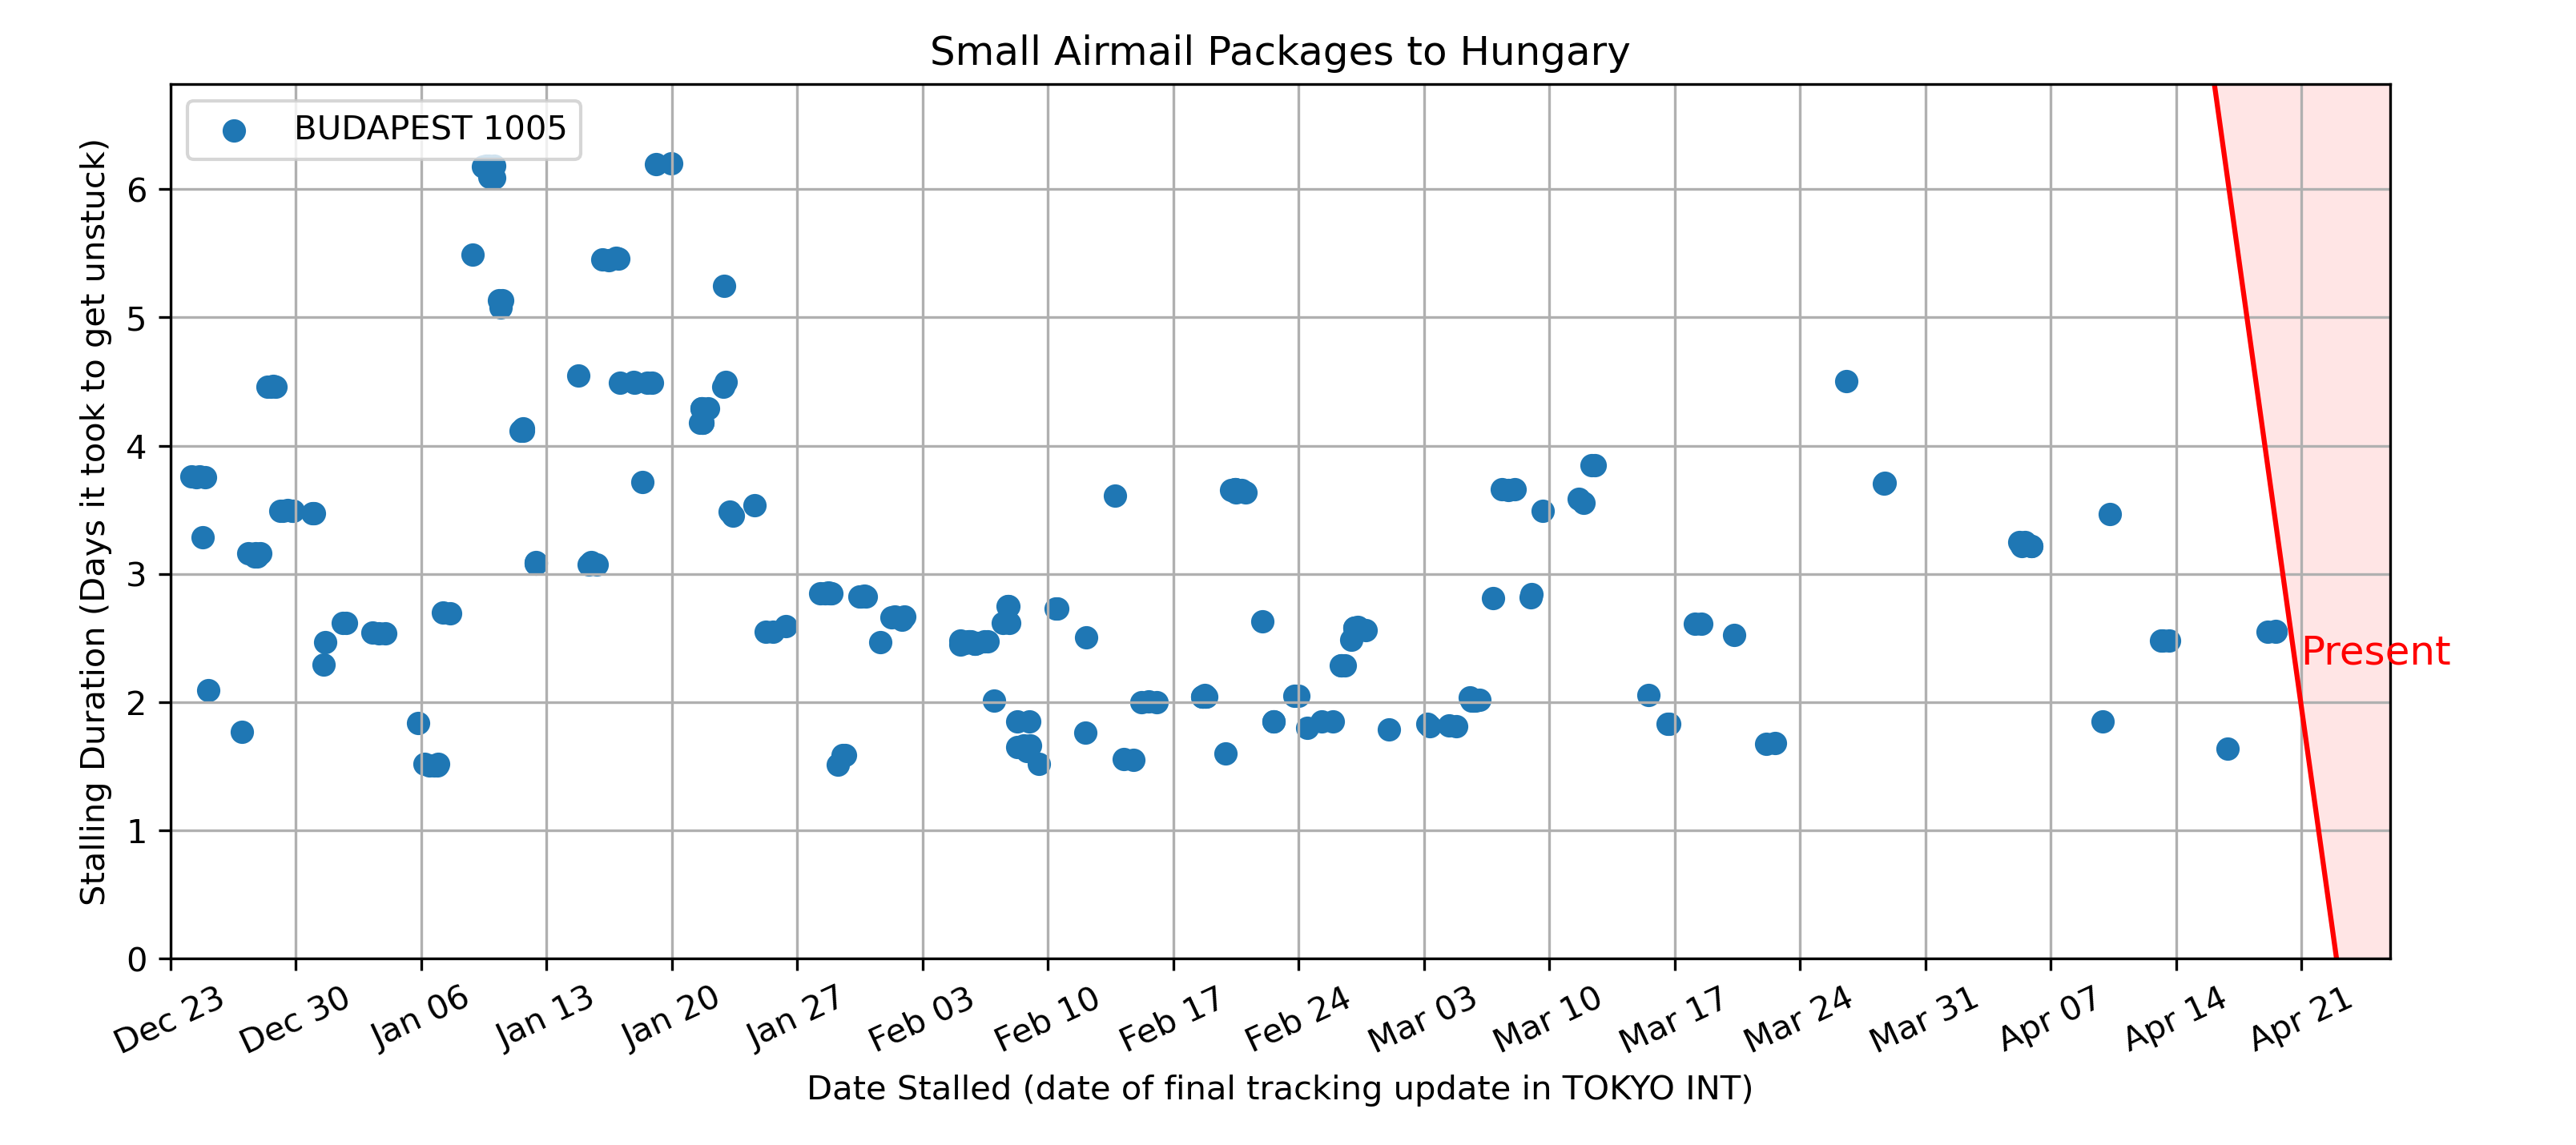 Small Airmail Packages to Hungary
BUDAPEST 1005
Stalling Duration (Days it took to get unstuck)
6
5
4
3
2
1
0
Present
Dec 23
Dec 30
Jan 06
Jan 13
Jan 20
Jan 27
Feb 03
Feb 10
Feb 17
Feb 24
Mar 03
Mar 10
Mar 17
Mar 24
Mar 31
Apr 07
Apr 14
Apr 21
Date Stalled (date of final tracking update in TOKYO INT)